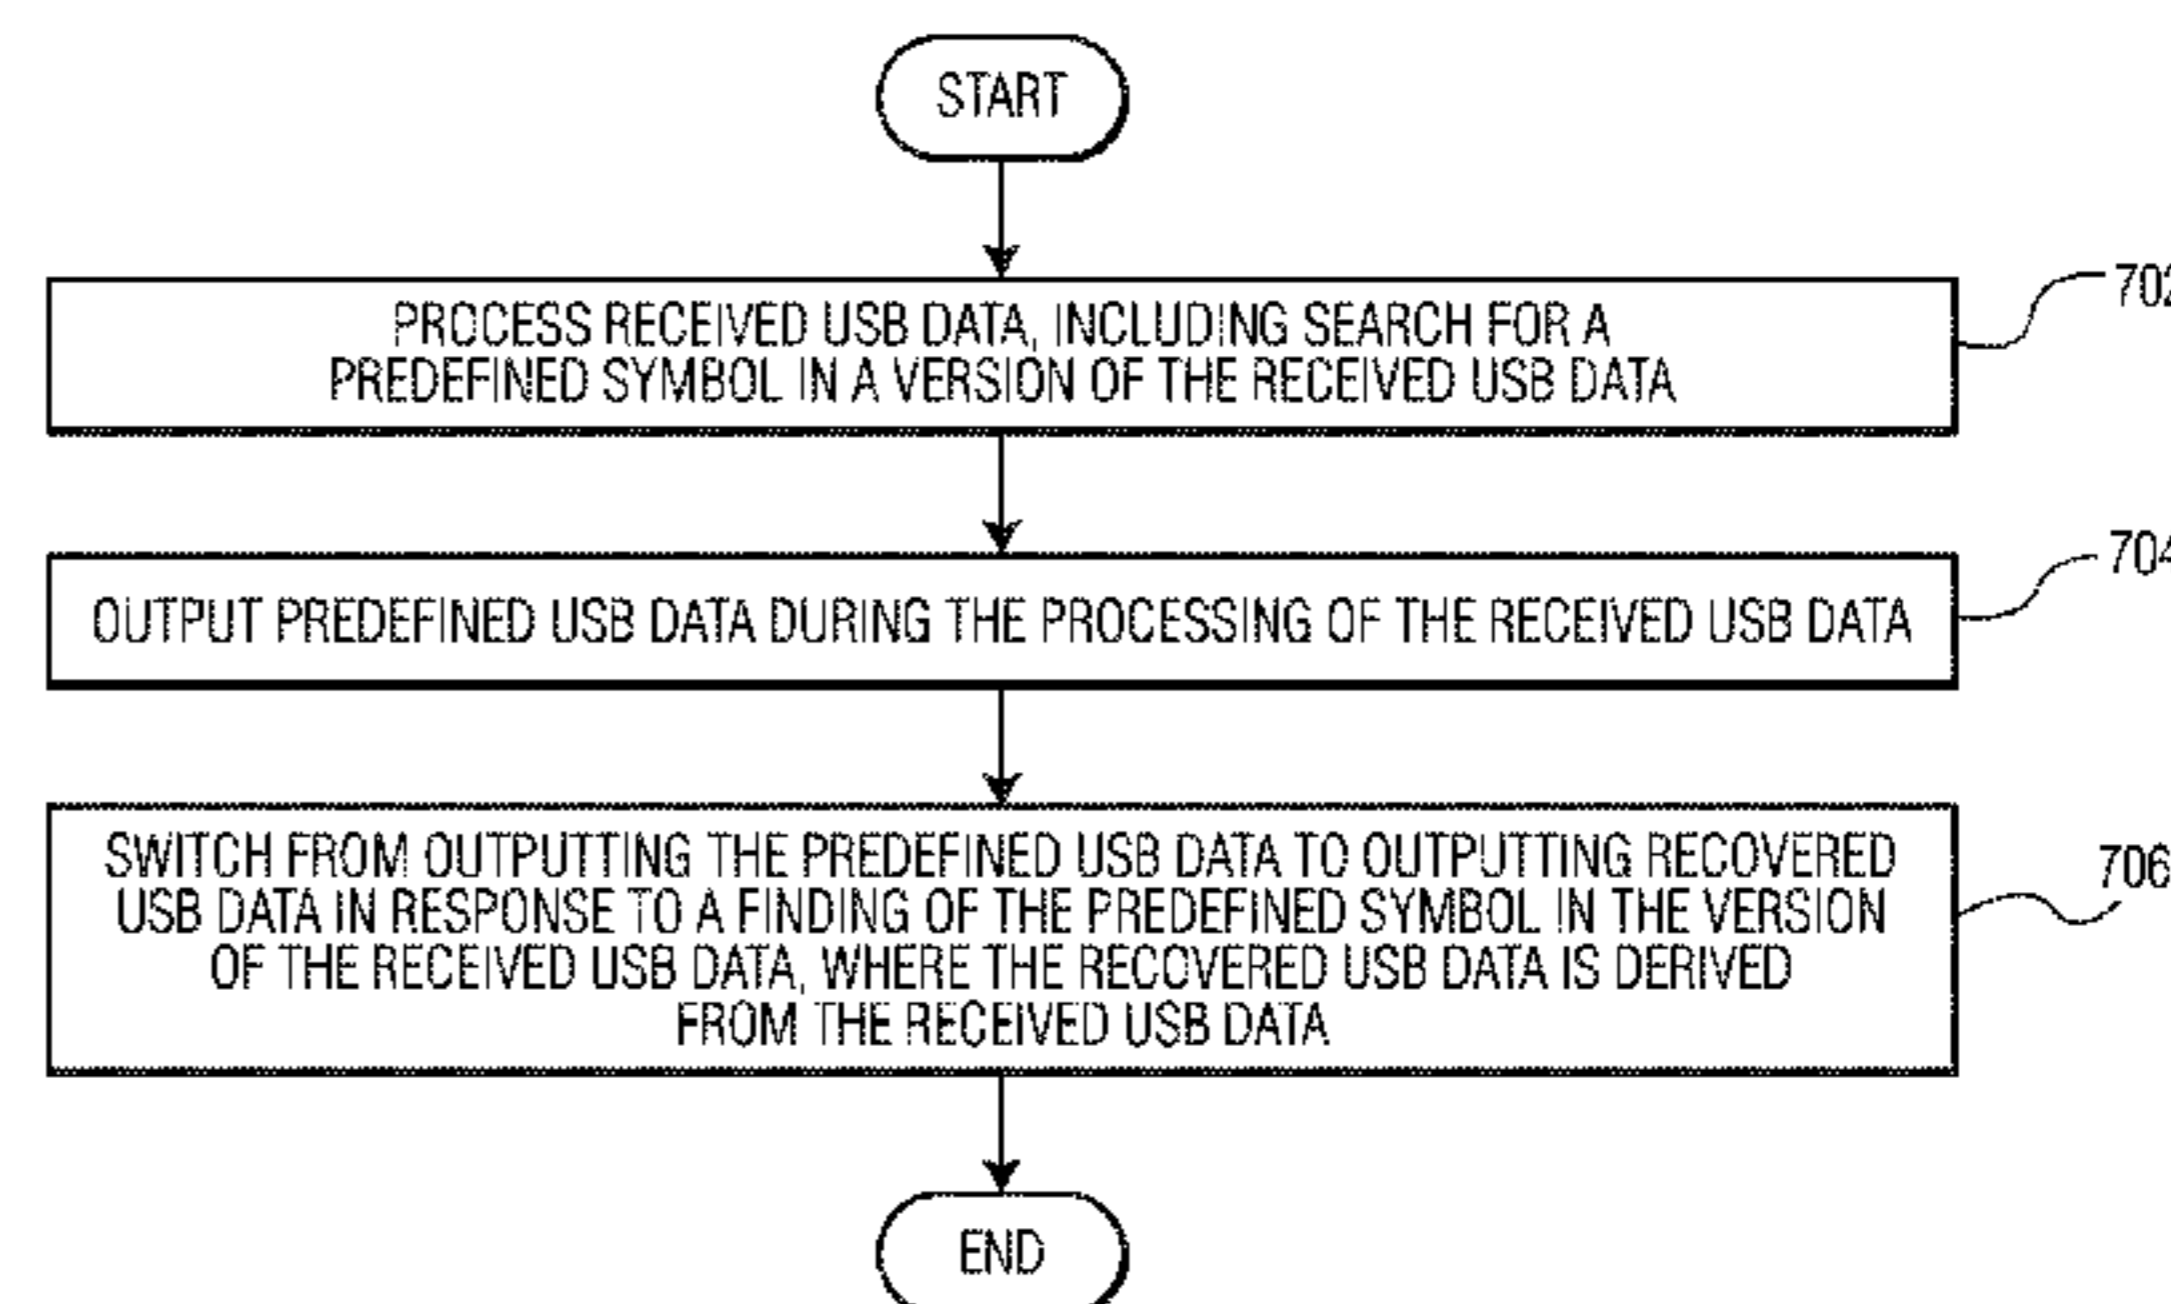 START
PROCESS RECEIVED USB DATA, INCLUDING SEARCH FOR A
PREDEFINED SYMBOL IN A VERSION OF THE RECEIVED USB DATA
702
OUTPUT PREDEFINED USB DATA DURING THE PROCESSING OF THE RECEIVED USB DATA
704
SWITCH FROM OUTPUTTING THE PREDEFINED USB DATA TO OUTPUTTING RECOVERED
USB DATA IN RESPONSE TO A FINDING OF THE PREDEFINED SYMBOL IN THE VERSION
OF THE RECEIVED USB DATA, WHERE THE RECOVERED USB DATA IS DERIVED
FROM THE RECEIVED USB DATA
706
END